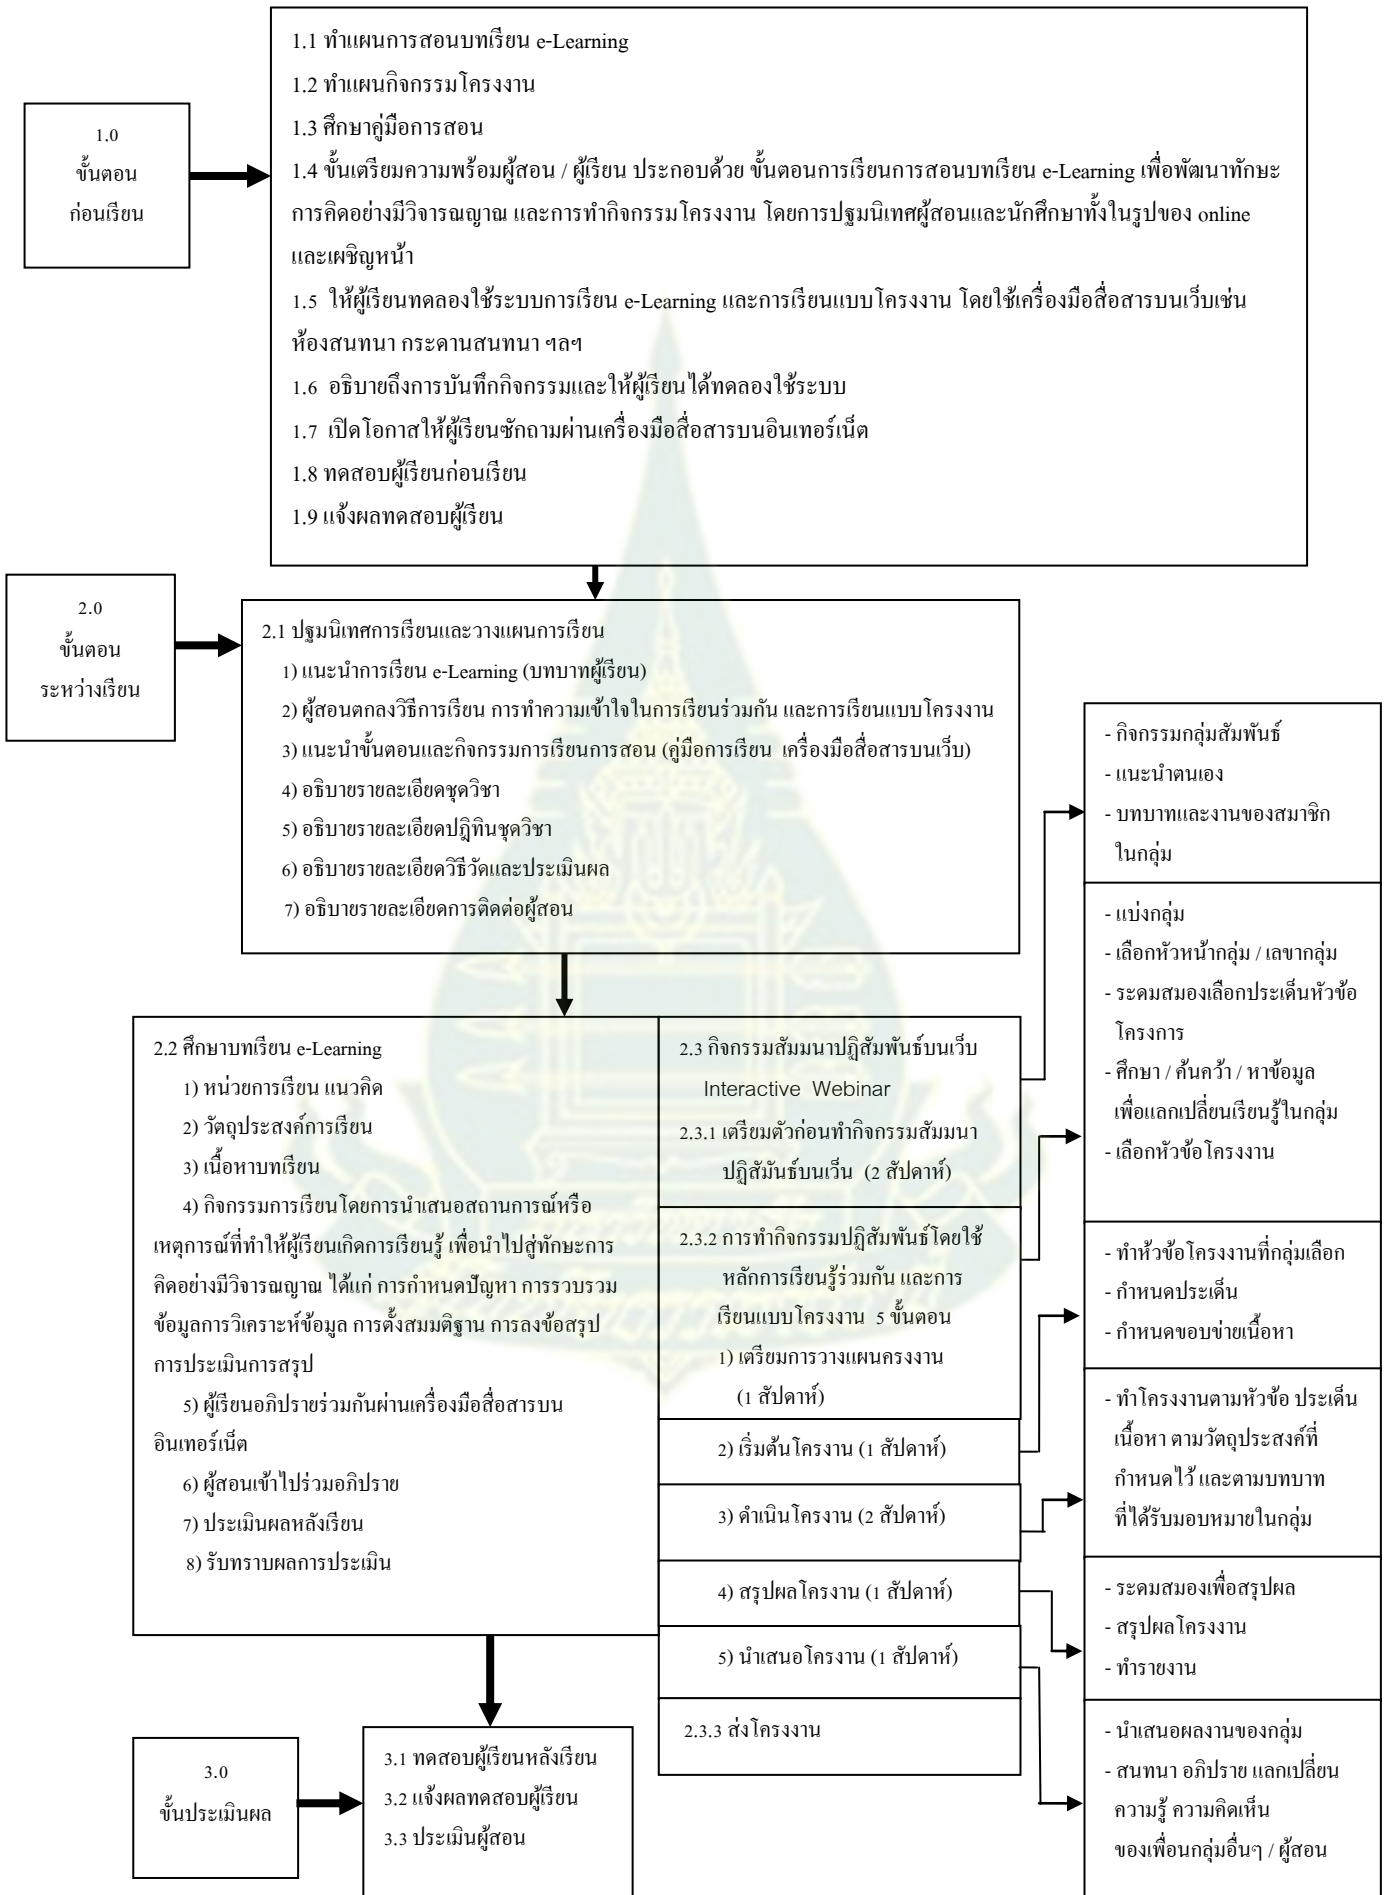 1.0
ขั้นตอน
ก่อนเรียน
1.1 ทำแผนการสอนบทเรียน e-Learning
1.2 ทำแผนกิจกรรมโครงงาน
1.3 ศึกษาคู่มือการสอน
1.4 ขั้นเตรียมความพร้อมผู้สอน / ผู้เรียน ประกอบด้วย ขั้นตอนการเรียนการสอนบทเรียน e-Learning เพื่อพัฒนาทักษะ
การคิดอย่างมีวิจารณญาณ และการทำกิจกรรมโครงงาน โดยการปฐมนิเทศผู้สอนและนักศึกษาทั้งในรูปของ online
และเผชิญหน้า
1.5 ให้ผู้เรียนทดลองใช้ระบบการเรียน e-Learning และการเรียนแบบโครงงาน โดยใช้เครื่องมือสื่อสารบนเว็บเช่น
ห้องสนทนา กระดานสนทนา ฯลฯ
1.6 อธิบายถึงการบันทึกกิจกรรมและให้ผู้เรียนได้ทดลองใช้ระบบ
1.7 เปิดโอกาสให้ผู้เรียนซักถามผ่านเครื่องมือสื่อสารบนอินเทอร์เน็ต
1.8 ทดสอบผู้เรียนก่อนเรียน
1.9 แจ้งผลทดสอบผู้เรียน
2.0
ขั้นตอน
ระหว่างเรียน
2.1 ปฐมนิเทศการเรียนและวางแผนการเรียน
1) แนะนำการเรียน e-Learning (บทบาทผู้เรียน)
2) ผู้สอนตกลงวิธีการเรียน การทำความเข้าใจในการเรียนร่วมกัน และการเรียนแบบโครงงาน
3) แนะนำขั้นตอนและกิจกรรมการเรียนการสอน (คู่มือการเรียน เครื่องมือสื่อสารบนเว็บ)
4) อธิบายรายละเอียดชุดวิชา
5) อธิบายรายละเอียดปฎิทินชุดวิชา
6) อธิบายรายละเอียดวิธีวัดและประเมินผล
7) อธิบายรายละเอียดการติดต่อผู้สอน
2.2 ศึกษาบทเรียน e-Learning
1) หน่วยการเรียน แนวคิด
2) วัตถุประสงค์การเรียน
3) เนื้อหาบทเรียน
4) กิจกรรมการเรียนโดยการนำเสนอสถานการณ์หรือ
เหตุการณ์ที่ทำให้ผู้เรียนเกิดการเรียนรู้ เพื่อนำไปสู่ทักษะการ
คิดอย่างมีวิจารณญาณ ได้แก่ การกำหนดปัญหา การรวบรวม
ข้อมูลการวิเคราะห์ข้อมูล การตั้งสมมติฐาน การลงข้อสรุป
การประเมินการสรุป
5) ผู้เรียนอภิปรายร่วมกันผ่านเครื่องมือสื่อสารบน
อินเทอร์เน็ต
6) ผู้สอนเข้าไปร่วมอภิปราย
7) ประเมินผลหลังเรียน
8) รับทราบผลการประเมิน
2.3 กิจกรรมสัมมนาปฏิสัมพันธ์บนเว็บ
Interactive Webinar
2.3.1 เตรียมตัวก่อนทำกิจกรรมสัมมนา
ปฏิสัมันธ์บนเว็น (2 สัปดาห์)
2.3.2 การทำกิจกรรมปฏิสัมพันธ์โดยใช้
หลักการเรียนรู้ร่วมกัน และการ
เรียนแบบโครงงาน 5 ขั้นตอน
1) เตรียมการวางแผนครงงาน
(1 สัปดาห์)
2) เริ่มต้นโครงาน (1 สัปดาห์)
3) ดำเนินโครงาน (2 สัปดาห์)
4) สรุปผลโครงาน (1 สัปดาห์)
5) นำเสนอโครงาน (1 สัปดาห์)
2.3.3 ส่งโครงงาน
- กิจกรรมกลุ่มสัมพันธ์
- แนะนำตนเอง
- บทบาทและงานของสมาชิก
ในกลุ่ม
- แบ่งกลุ่ม
- เลือกหัวหน้ากลุ่ม / เลขากลุ่ม
- ระดมสมองเลือกประเด็นหัวข้อ
โครงการ
- ศึกษา / ค้นคว้า / หาข้อมูล
เพื่อแลกเปลี่ยนเรียนรู้ในกลุ่ม
- เลือกหัวข้อโครงงาน
- ทำห้วข้อโครงงานที่กลุ่มเลือก
- กำหนดประเด็น
- กำหนดขอบข่ายเนื้อหา
- ทำโครงงานตามหัวข้อ ประเด็น
เนื้อหา ตามวัตถุประสงค์ที่
กำหนดไว้ และตามบทบาท
ที่ได้รับมอบหมายในกลุ่ม
- ระดมสมองเพื่อสรุปผล
- สรุปผลโครงงาน
- ทำรายงาน
- นำเสนอผลงานของกลุ่ม
- สนทนา อภิปราย แลกเปลี่ยน
ความรู้ ความคิดเห็น
ของเพื่อนกลุ่มอื่นๆ / ผู้สอน
3.0
ขั้นประเมินผล
3.1 ทดสอบผู้เรียนหลังเรียน
3.2 แจ้งผลทดสอบผู้เรียน
3.3 ประเมินผู้สอน